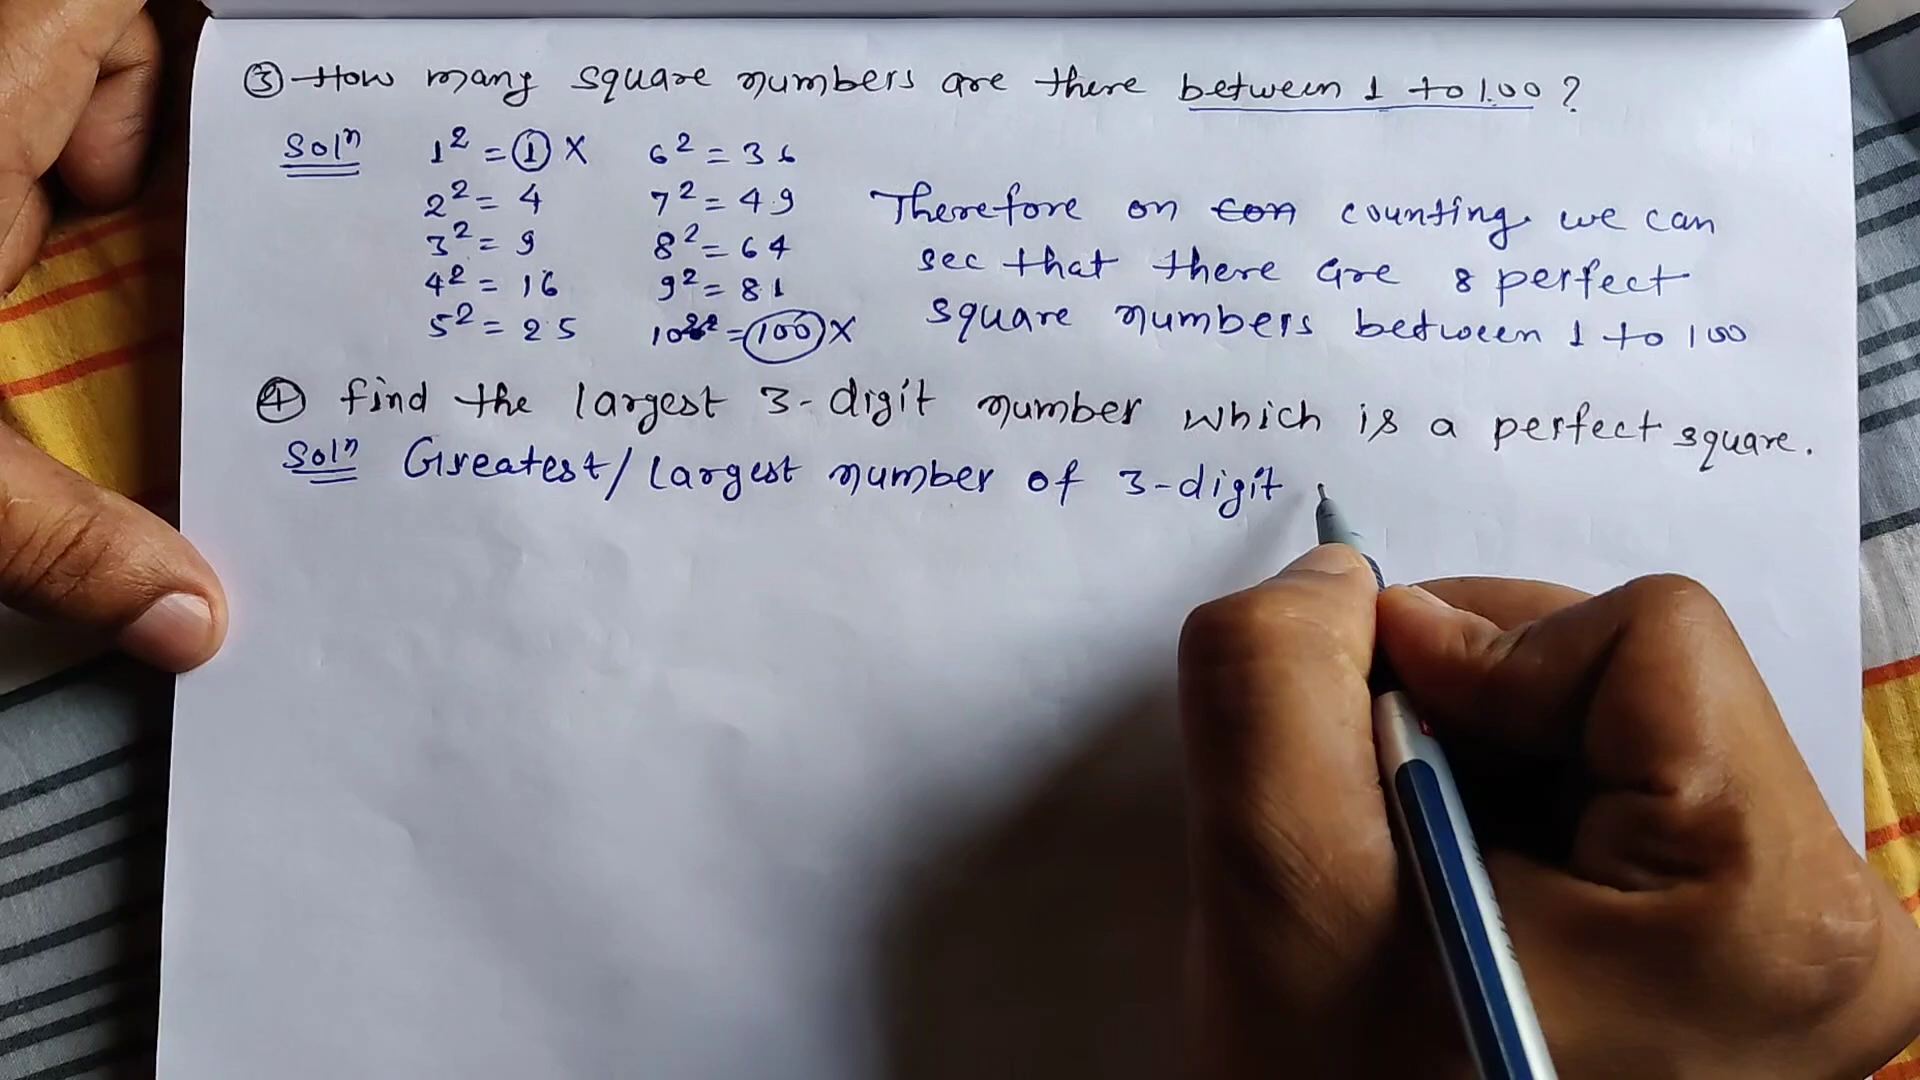 ③ How many square numbers are there between 1 to 100 ?
Solⁿ 1² = 1 X 6² = 36
2² = 4 7² = 49 Therefore on con counting we can
3² = 9 8² = 64 see that there are 8 perfect
4² = 16 9² = 81 square numbers between 1 to 100
5² = 25 10² = 100 X
④ find the largest 3-digit number which is a perfect square.
Solⁿ Greatest/largest number of 3-digit